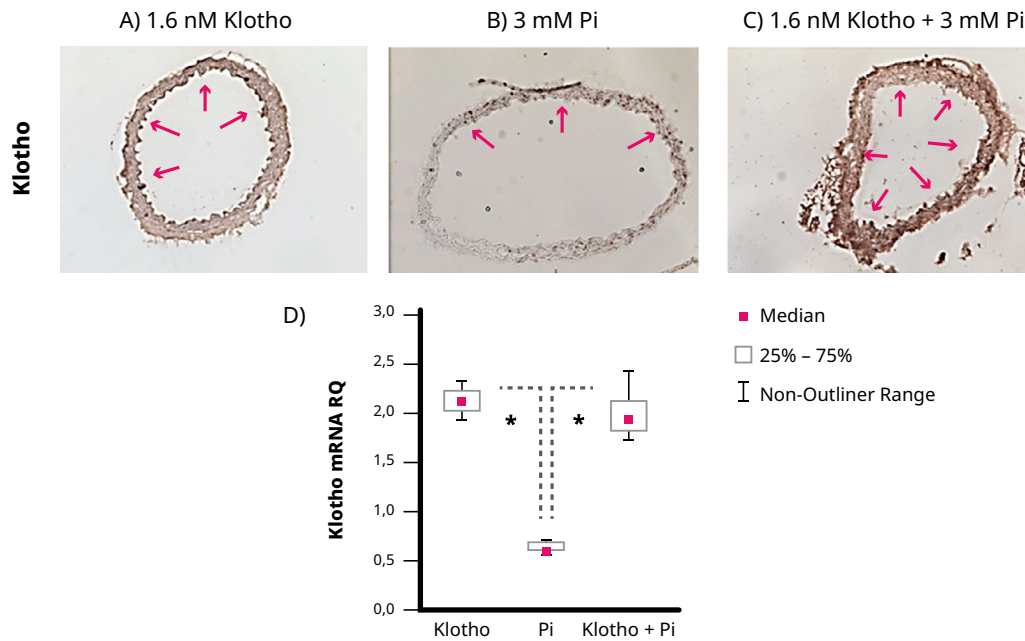 A) 1.6 nM Klotho
B) 3 mM Pi
C) 1.6 nM Klotho + 3 mM Pi
Klotho
D)
Klotho mRNA RQ
3,0
2,5
2,0
1,5
1,0
0,5
0,0
* *
Klotho Pi Klotho + Pi
Median
25% – 75%
Non-Outliner Range